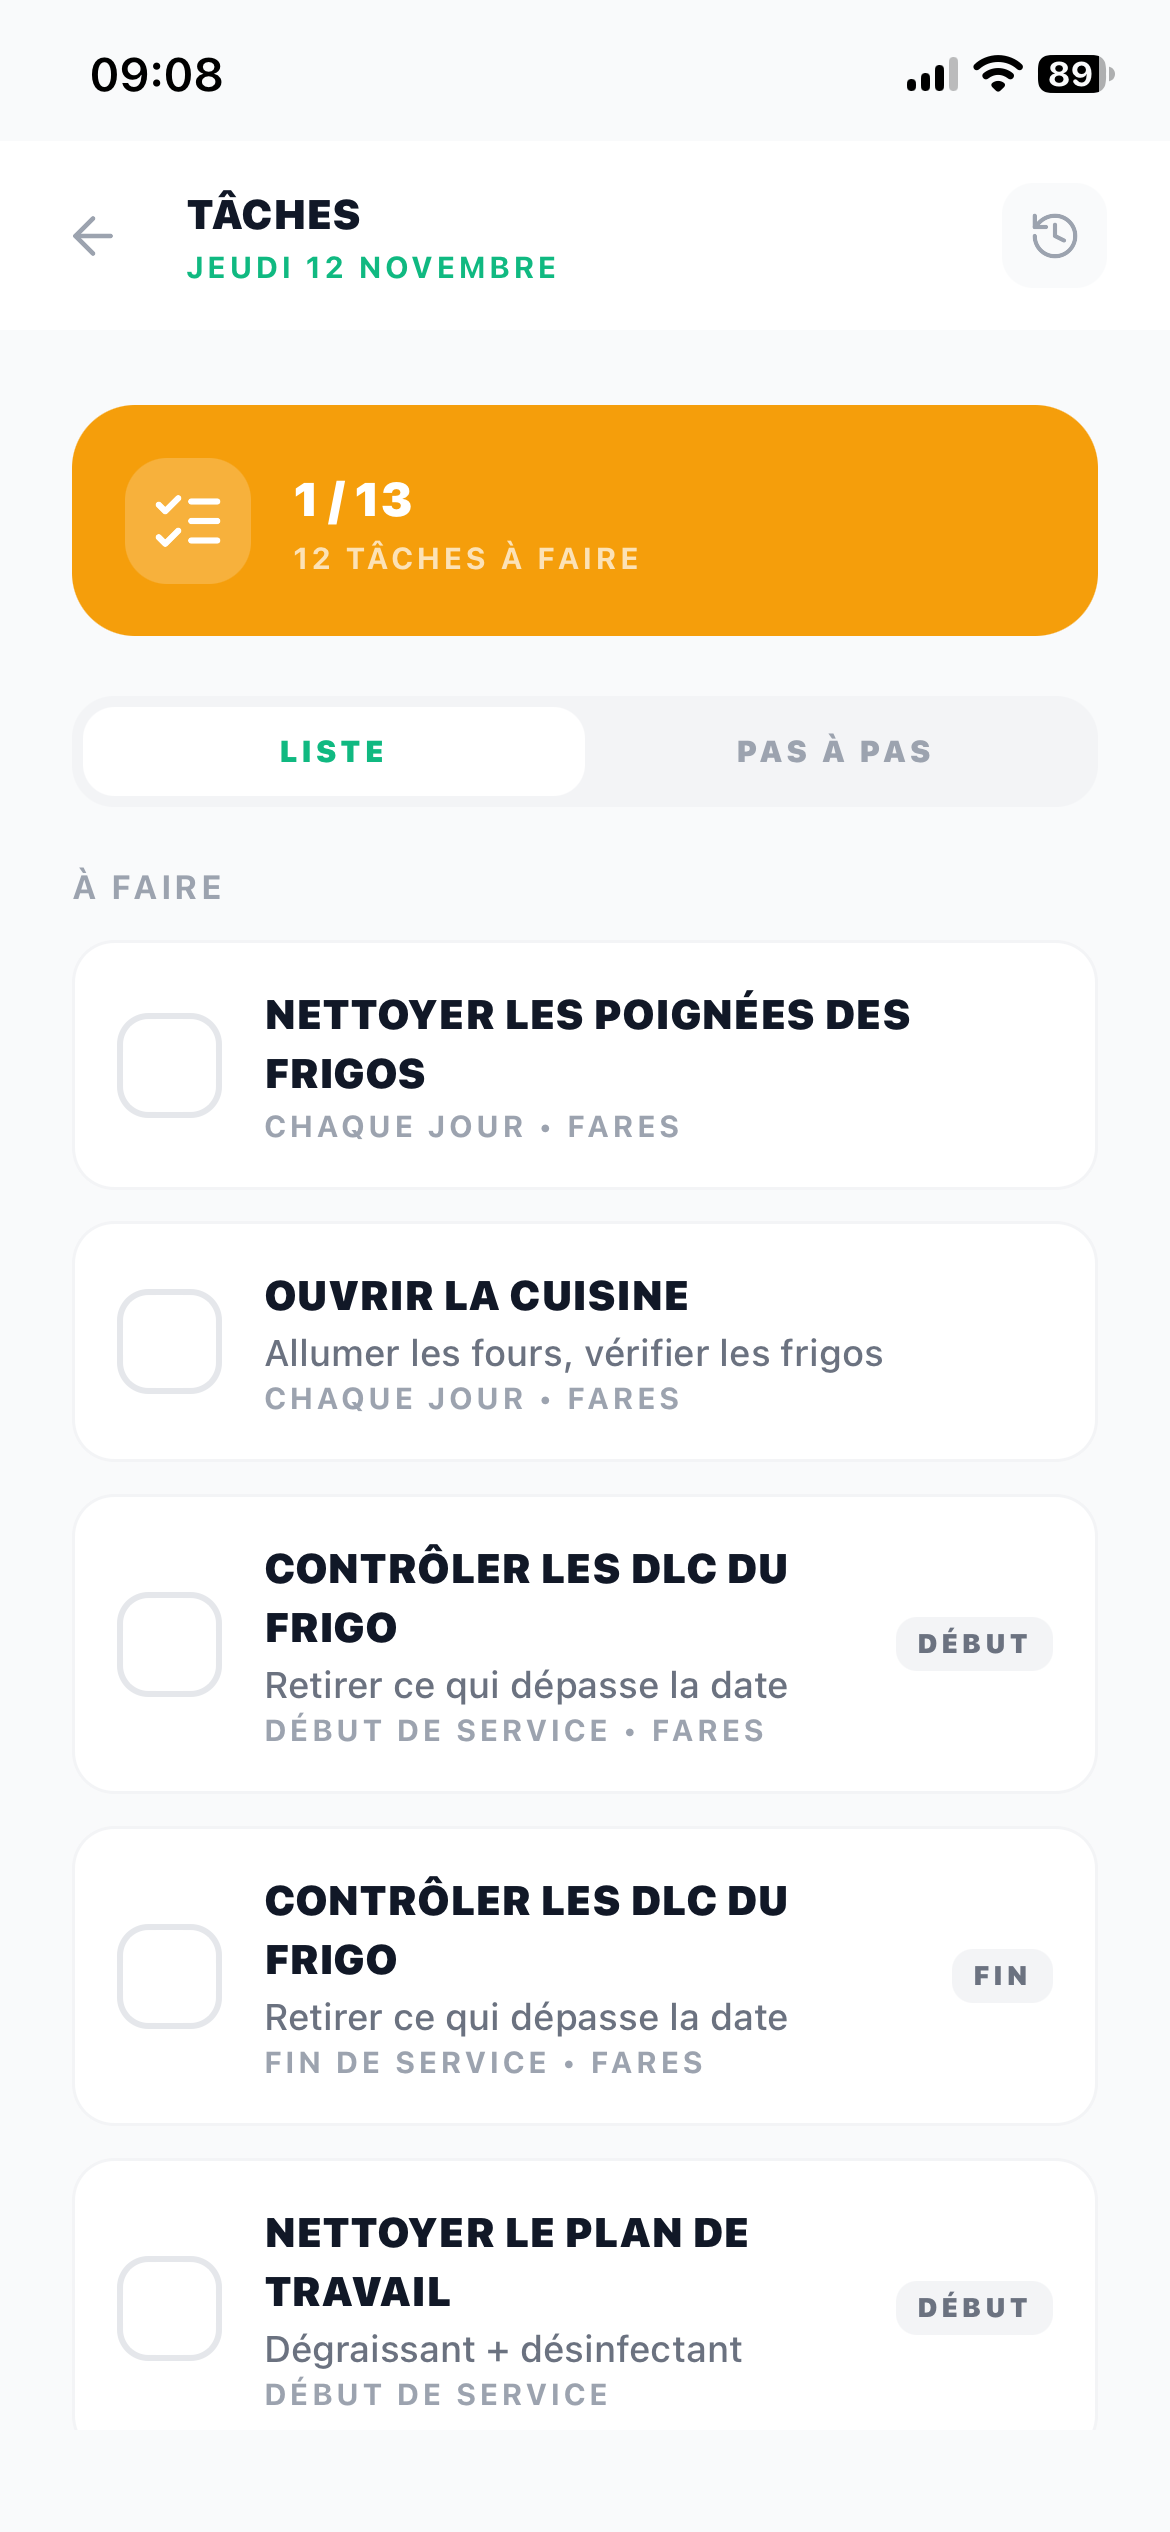 09:08
89
TÂCHES
JEUDI 12 NOVEMBRE
1 / 13
12 TÂCHES À FAIRE
LISTE
PAS À PAS
À FAIRE
NETTOYER LES POIGNÉES DES
FRIGOS
CHAQUE JOUR • FARES
OUVRIR LA CUISINE
Allumer les fours, vérifier les frigos
CHAQUE JOUR • FARES
CONTRÔLER LES DLC DU
FRIGO
Retirer ce qui dépasse la date
DÉBUT DE SERVICE • FARES
DÉBUT
CONTRÔLER LES DLC DU
FRIGO
Retirer ce qui dépasse la date
FIN DE SERVICE • FARES
FIN
NETTOYER LE PLAN DE
TRAVAIL
Dégraissant + désinfectant
DÉBUT DE SERVICE
DÉBUT